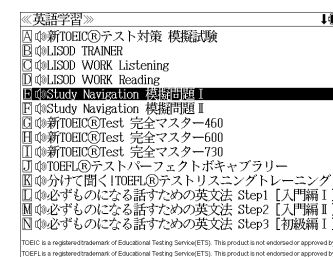 ≪英語学習≫
A 新TOEIC®テスト対策 模擬試験
B LISOD TRAINER
C LISOD WORK Listening
D LISOD WORK Reading
E Study Navigation 模擬問題Ⅰ
F Study Navigation 模擬問題Ⅱ
G 新TOEIC®Test 完全マスター460
H 新TOEIC®Test 完全マスター600
I 新TOEIC®Test 完全マスター730
J TOEFL®テストパーフェクトボキャブラリー
K 分けて聞く!TOEFL®テストリスニングトレーニング
L 必ずものになる話すための英文法 Step1 [入門編Ⅰ]
M 必ずものになる話すための英文法 Step2 [入門編Ⅱ]
N 必ずものになる話すための英文法 Step3 [初級編Ⅰ]
TOEIC is a registered trademark of Educational Testing Service(ETS). This product is not endorsed or approved by
TOEFL is a registered trademark of Educational Testing Service(ETS). This product is not endorsed or approved by